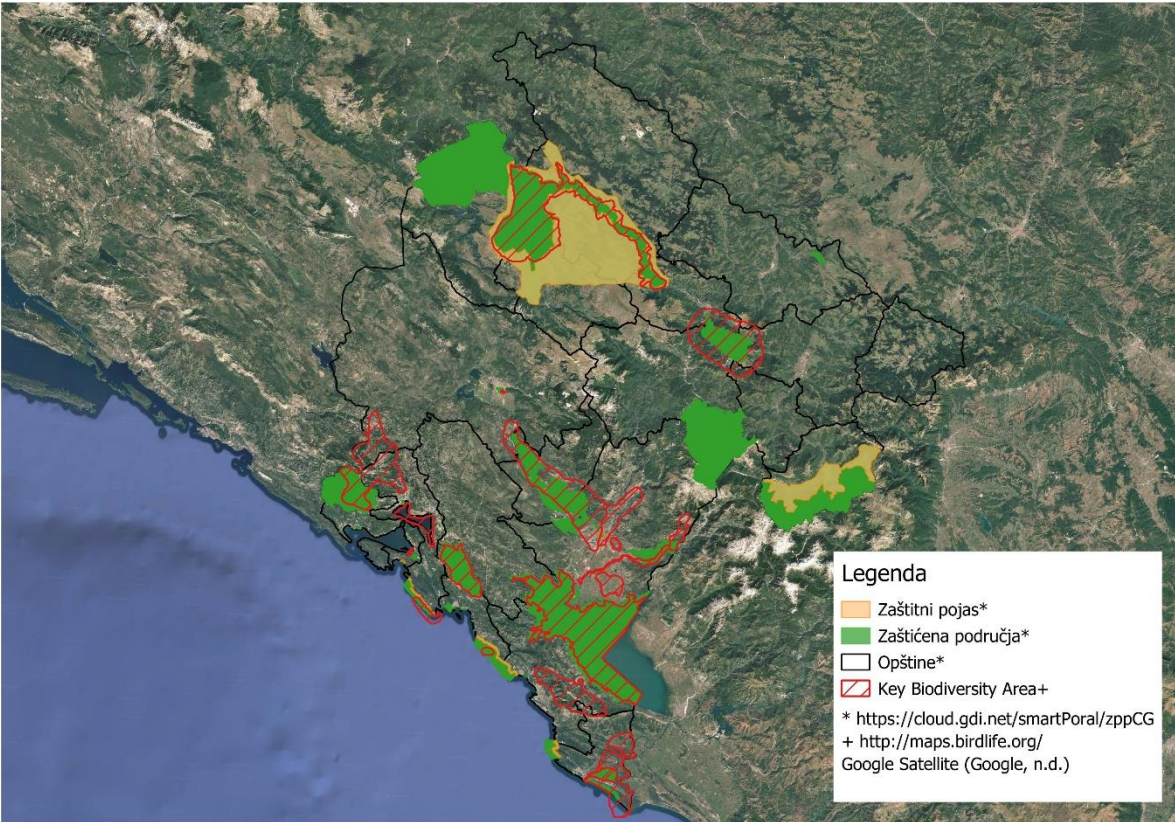 Legenda
Zaštitni pojas*
Zaštićena područja*
Opštine*
Key Biodiversity Area+
* https://cloud.gdi.net/smartPoral/zppCG
+ http://maps.birdlife.org/
Google Satellite (Google, n.d.)